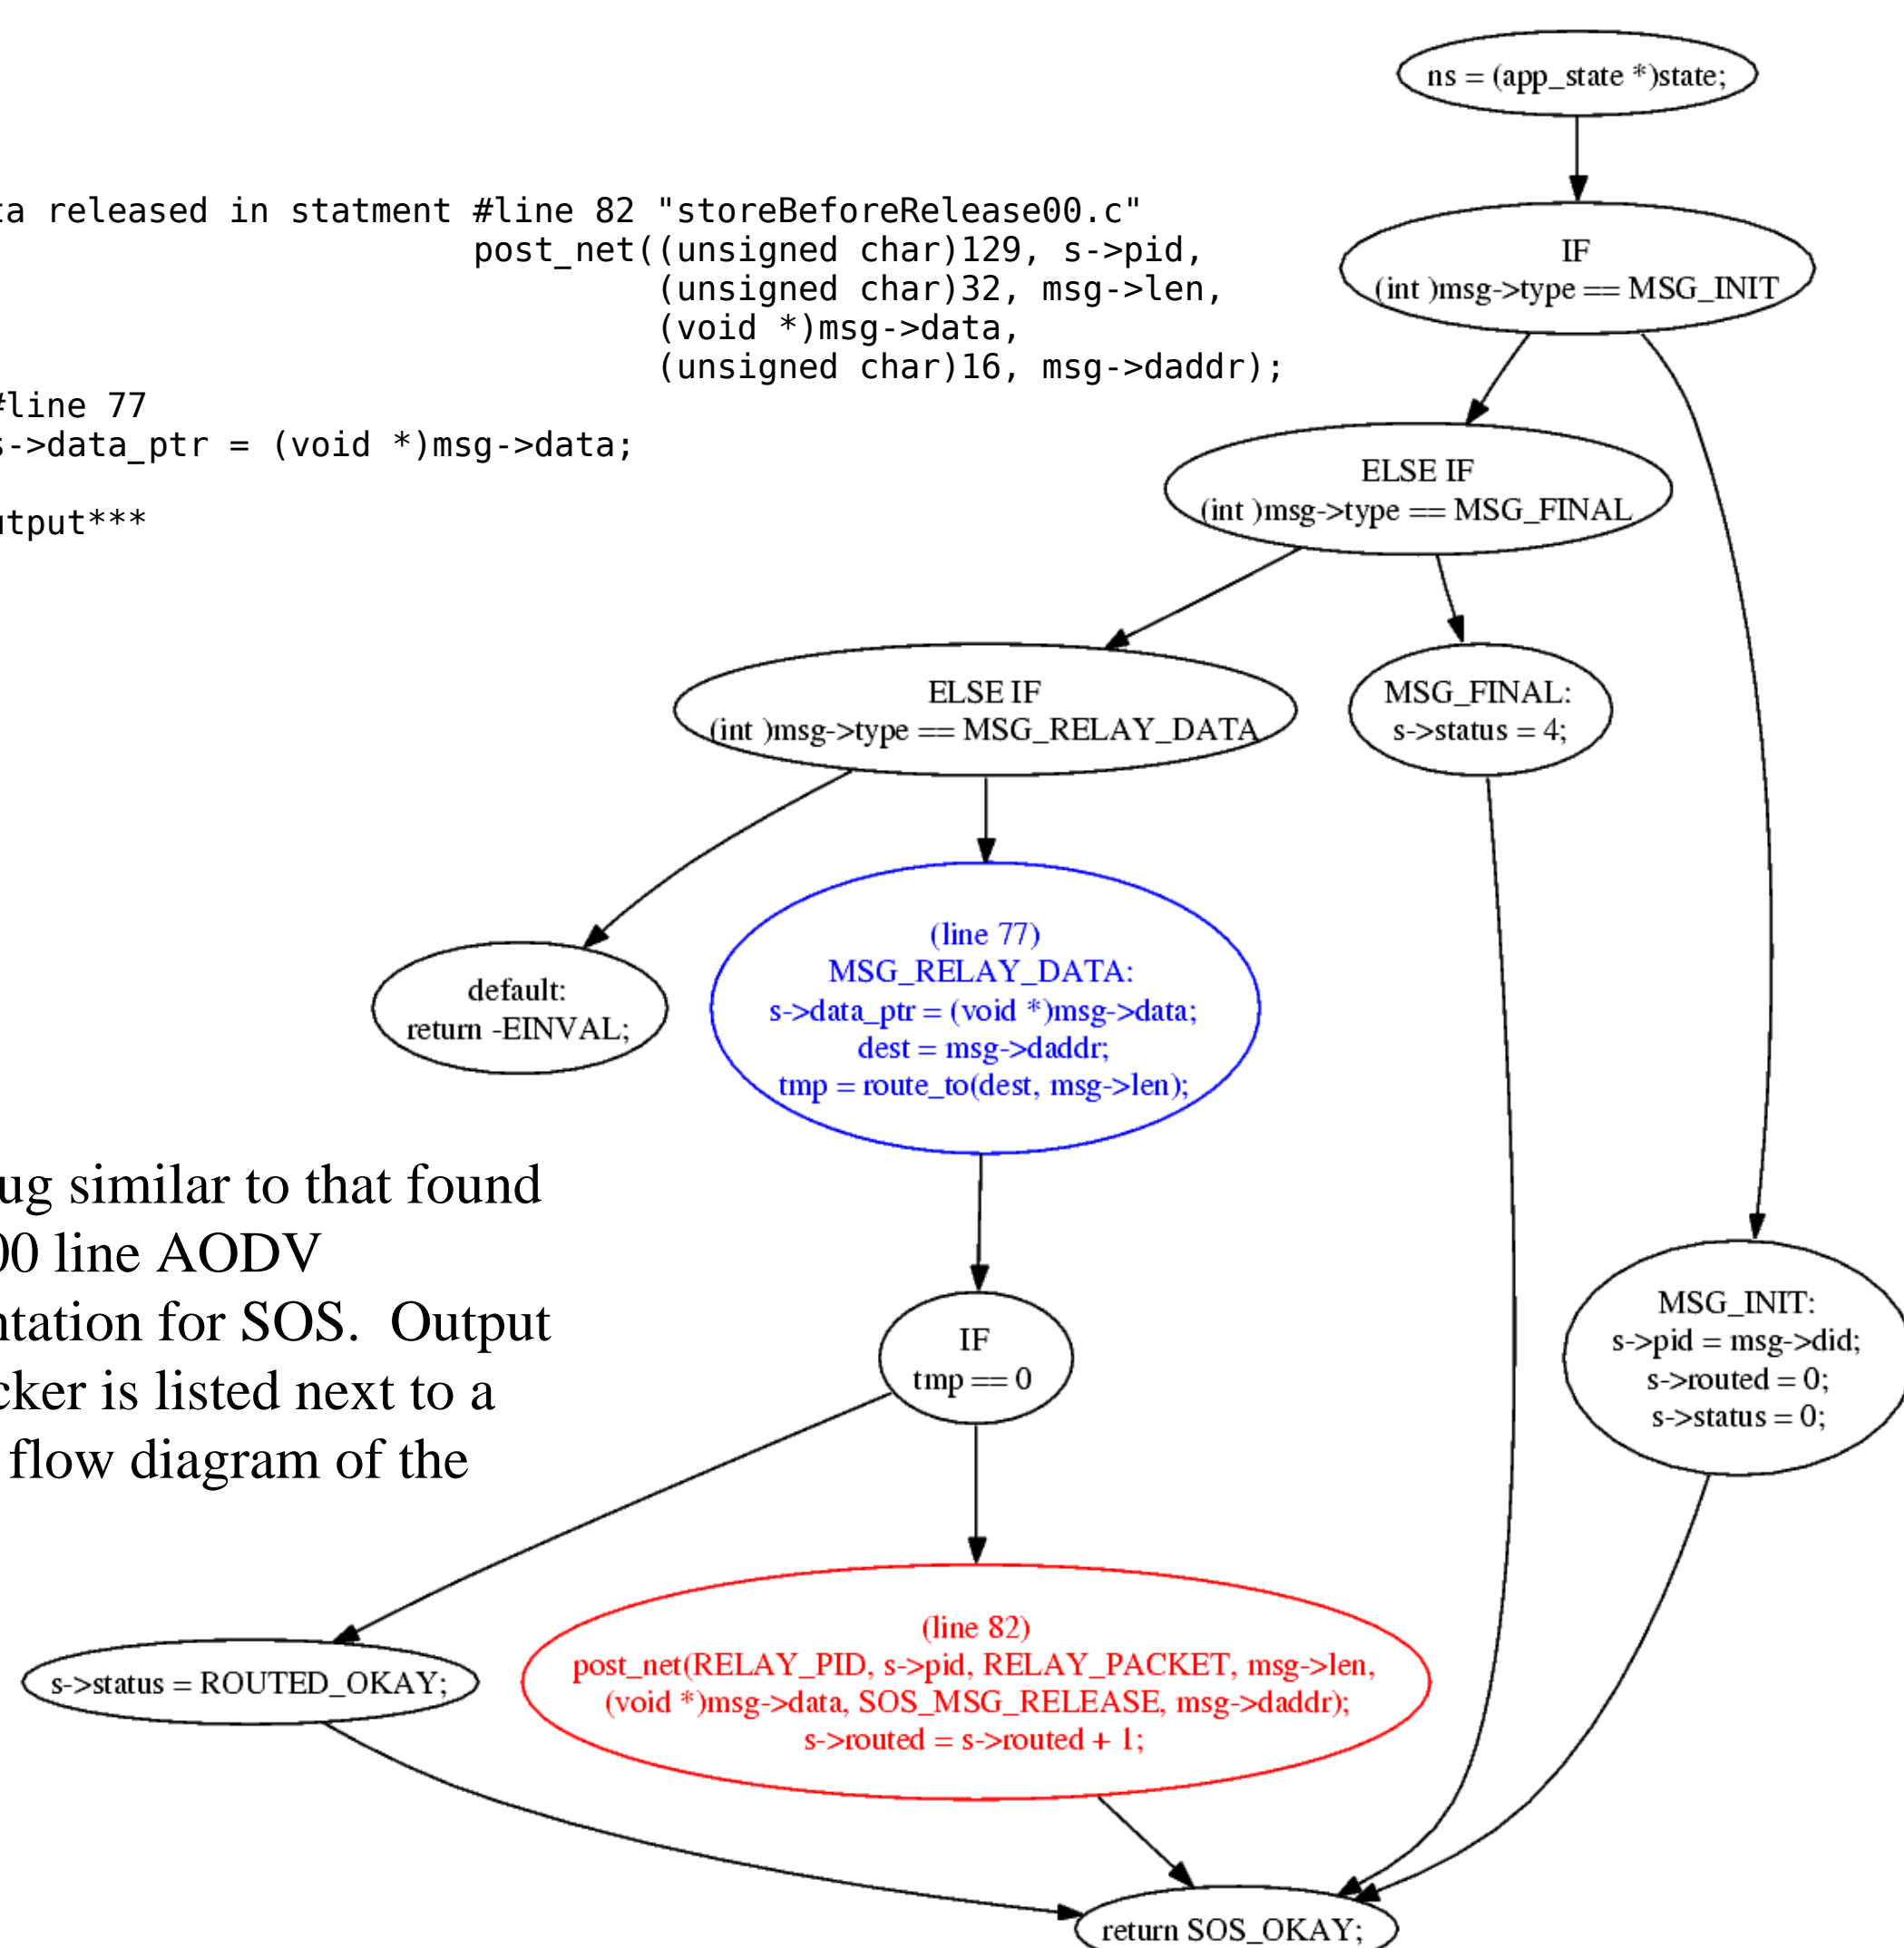 ta released in statment #line 82 "storeBeforeRelease00.c"
post_net((unsigned char)129, s->pid,
(unsigned char)32, msg->len,
(void *)msg->data,
(unsigned char)16, msg->daddr);
#line 77
s->data_ptr = (void *)msg->data;
utput***
ns = (app_state *)state;
IF
(int )msg->type == MSG_INIT
ELSE IF
(int )msg->type == MSG_FINAL
ELSE IF
(int )msg->type == MSG_RELAY_DATA
MSG_FINAL:
s->status = 4;
default:
return -EINVAL;
(line 77)
MSG_RELAY_DATA:
s->data_ptr = (void *)msg->data;
dest = msg->daddr;
tmp = route_to(dest, msg->len);
ug similar to that found
00 line AODV
ntation for SOS. Output
cker is listed next to a
flow diagram of the
IF
tmp == 0
MSG_INIT:
s->pid = msg->did;
s->routed = 0;
s->status = 0;
s->status = ROUTED_OKAY;
(line 82)
post_net(RELAY_PID, s->pid, RELAY_PACKET, msg->len,
(void *)msg->data, SOS_MSG_RELEASE, msg->daddr);
s->routed = s->routed + 1;
return SOS_OKAY;